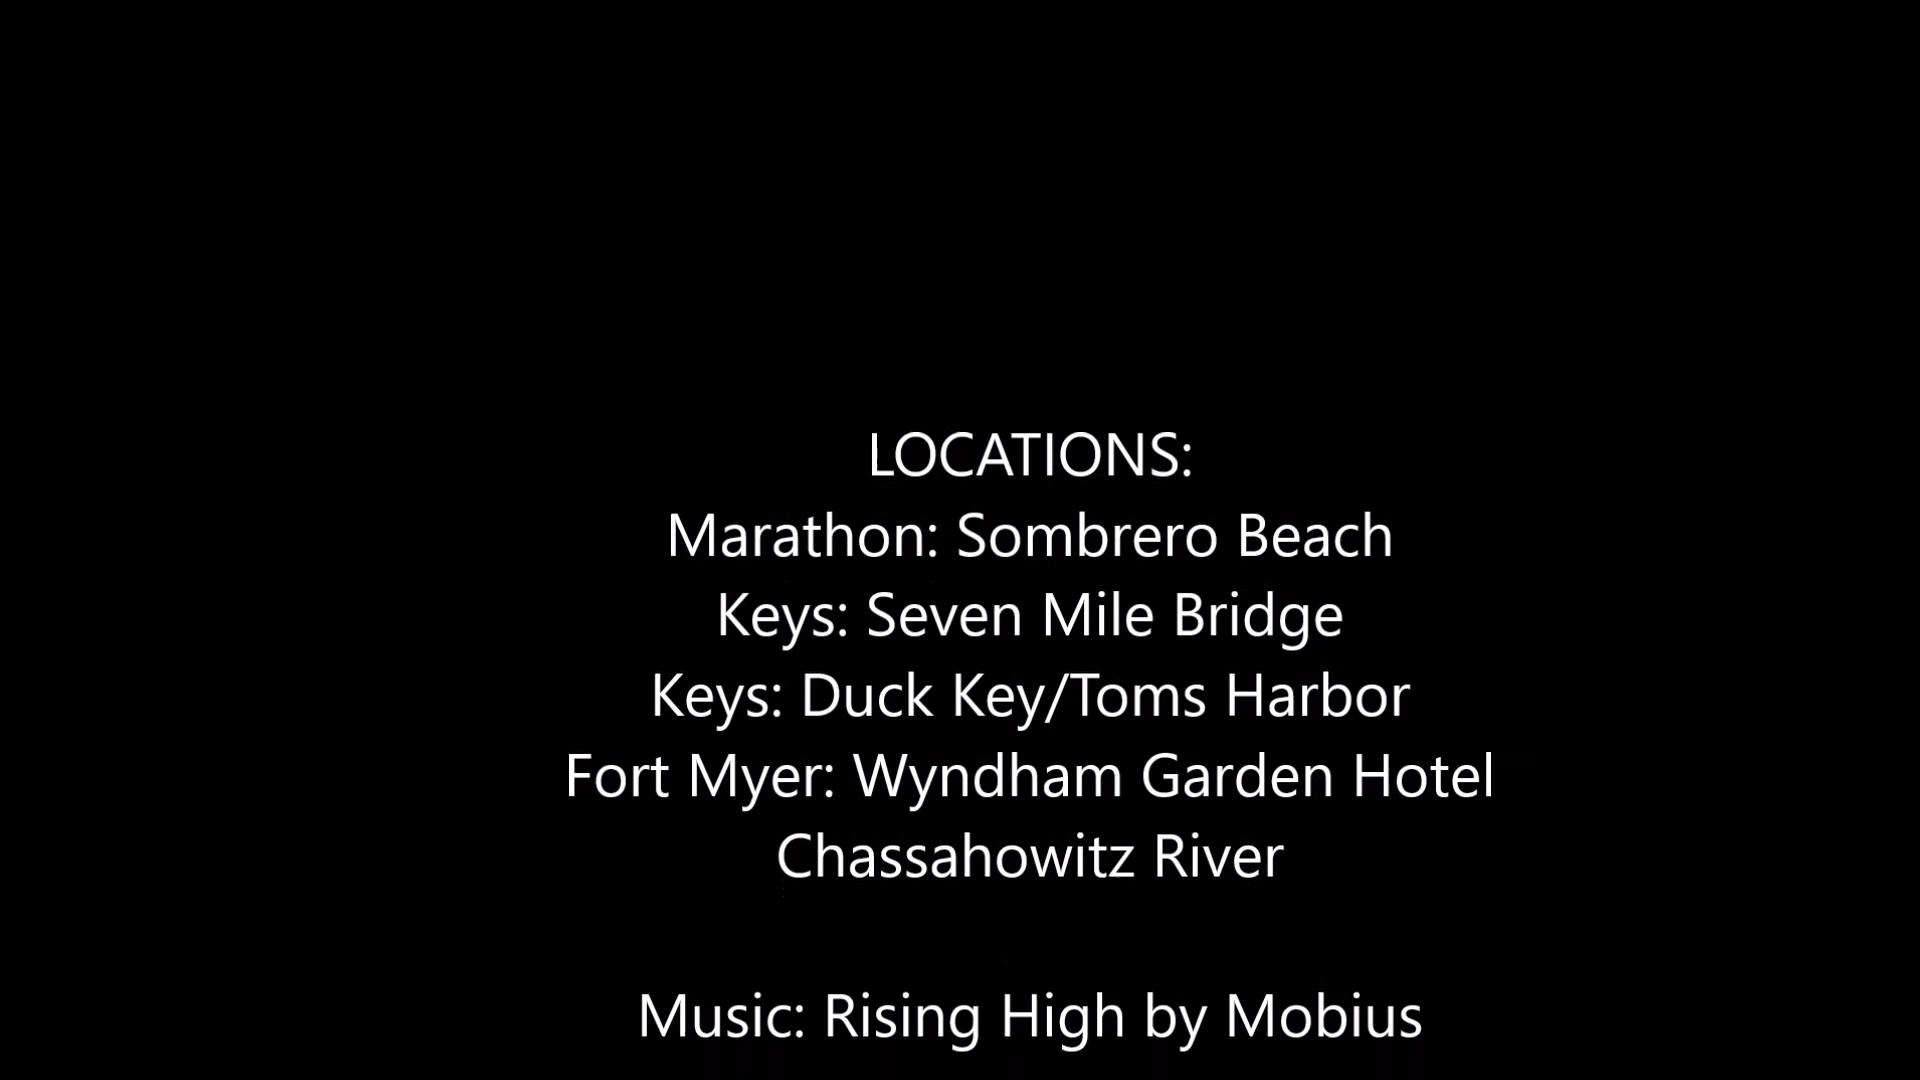 LOCATIONS:
Marathon: Sombrero Beach
Keys: Seven Mile Bridge
Keys: Duck Key/Toms Harbor
Fort Myer: Wyndham Garden Hotel
Chassahowitz River
Music: Rising High by Mobius